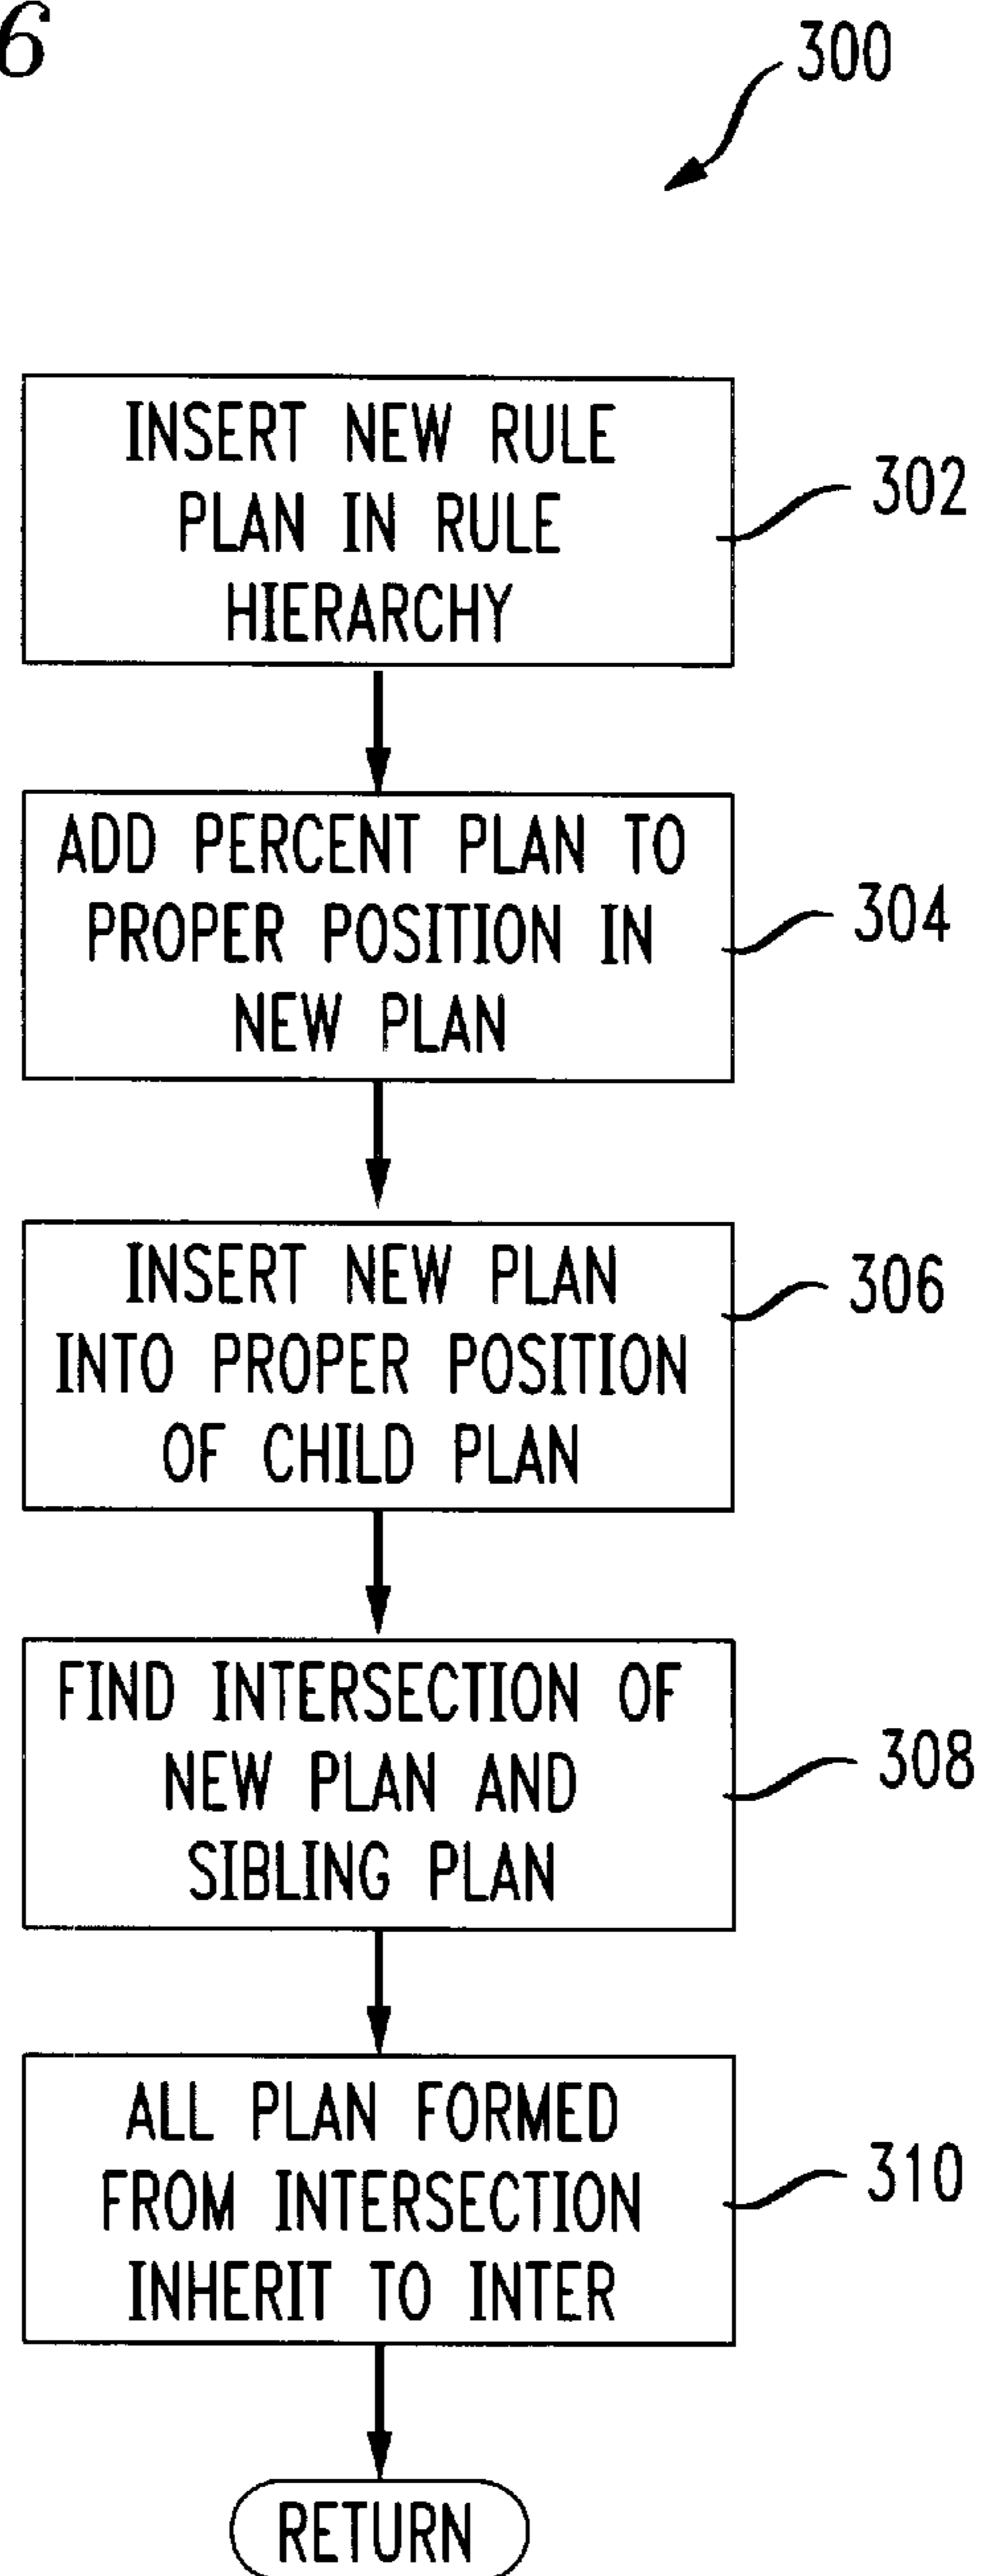 6
300
INSERT NEW RULE
PLAN IN RULE
HIERARCHY
302
ADD PERCENT PLAN TO
PROPER POSITION IN
NEW PLAN
304
INSERT NEW PLAN
INTO PROPER POSITION
OF CHILD PLAN
306
FIND INTERSECTION OF
NEW PLAN AND
SIBLING PLAN
308
ALL PLAN FORMED
FROM INTERSECTION
INHERIT TO INTER
310
RETURN